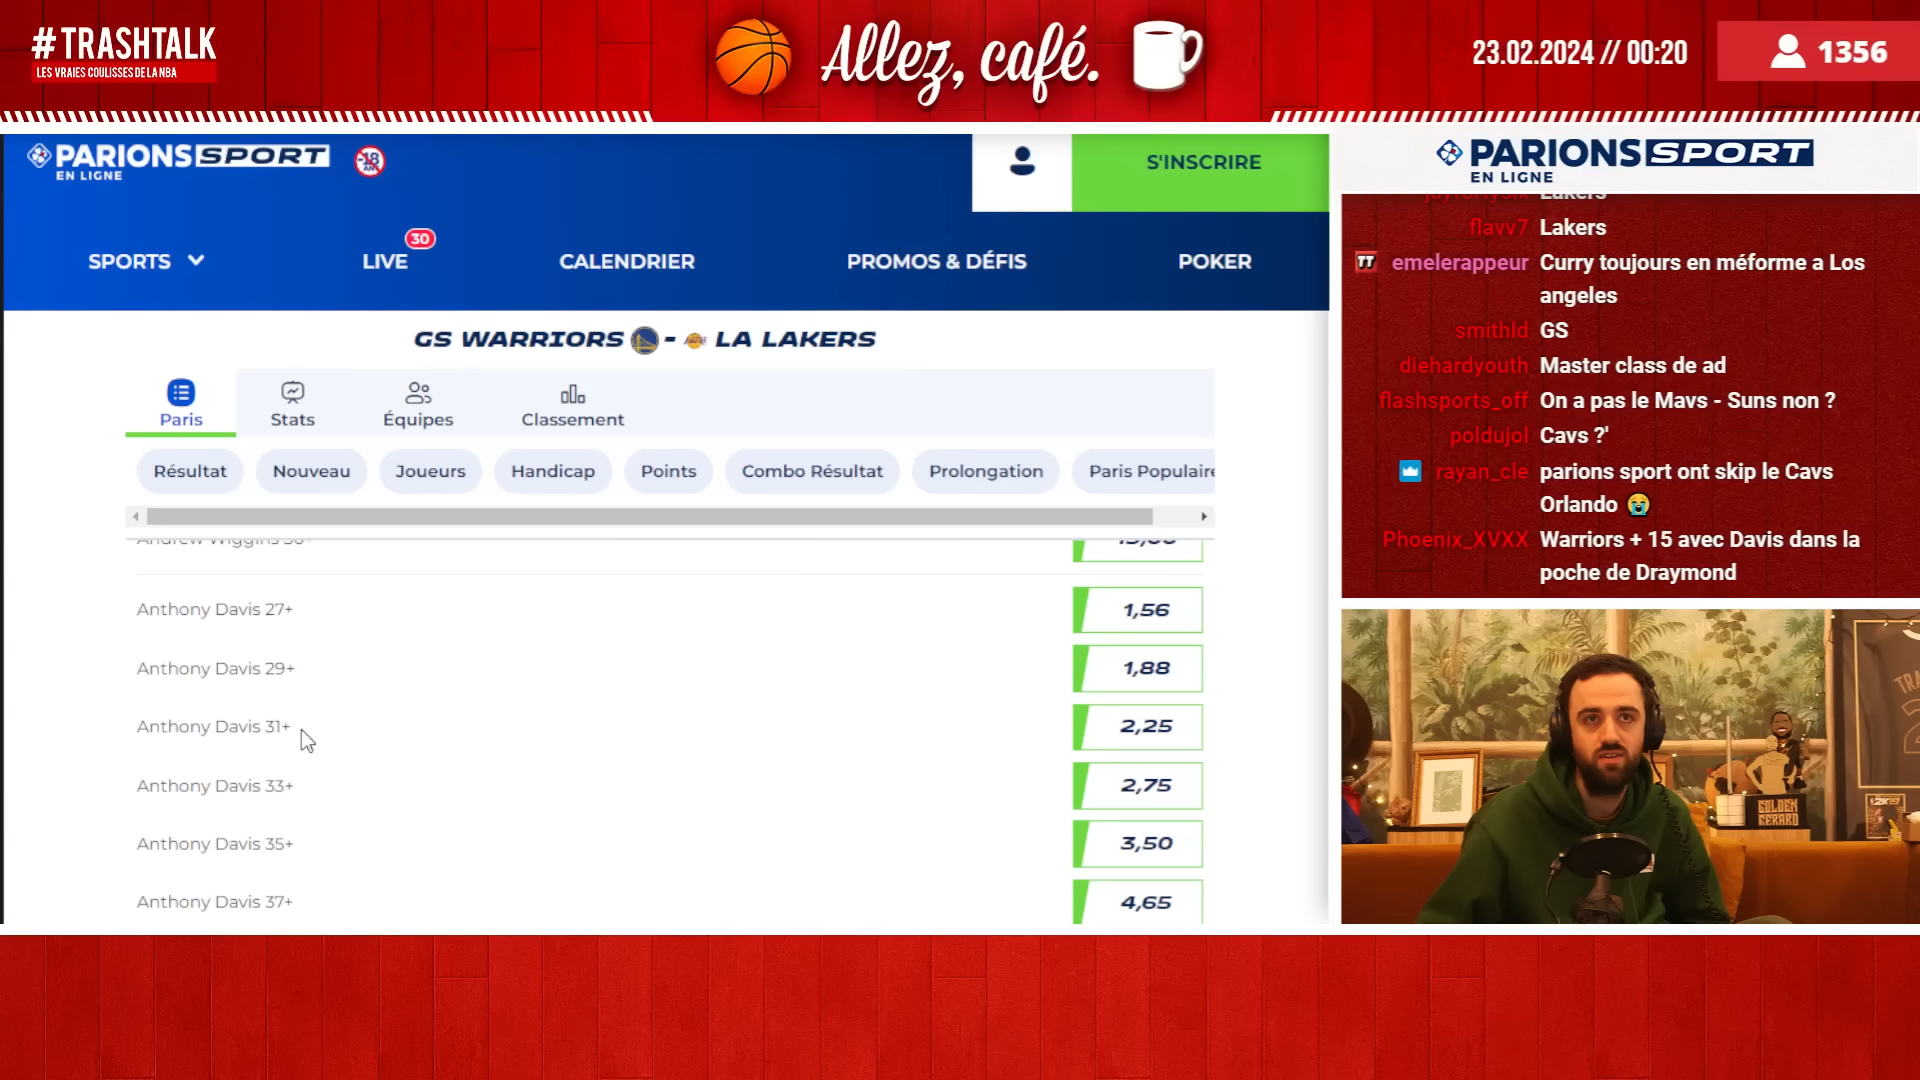 #TRASHTALK
LES VRAIES COULISSES DE LA NBA
Allez, café.
23.02.2024 // 00:20
1356
PARIONS SPORT
EN LIGNE
-18
S'INSCRIRE
SPORTS
LIVE
30
CALENDRIER
PROMOS & DÉFIS
POKER
GS WARRIORS - LA LAKERS
Paris
Stats
Équipes
Classement
Résultat
Nouveau
Joueurs
Handicap
Points
Combo Résultat
Prolongation
Paris Populaire
Anthony Davis 27+
1,56
Anthony Davis 29+
1,88
Anthony Davis 31+
2,25
Anthony Davis 33+
2,75
Anthony Davis 35+
3,50
Anthony Davis 37+
4,65
PARIONS SPORT
EN LIGNE
Lakers
flavv7 Lakers
TT emelerappeur Curry toujours en méforme a Los
angeles
smithld GS
diehardyouth Master class de ad
flashsports_off On a pas le Mavs - Suns non ?
poldujol Cavs ?'
rayan_cle parions sport ont skip le Cavs
Orlando 😭
Phoenix_XVXX Warriors + 15 avec Davis dans la
poche de Draymond
GOLDEN
GERARD
2K19